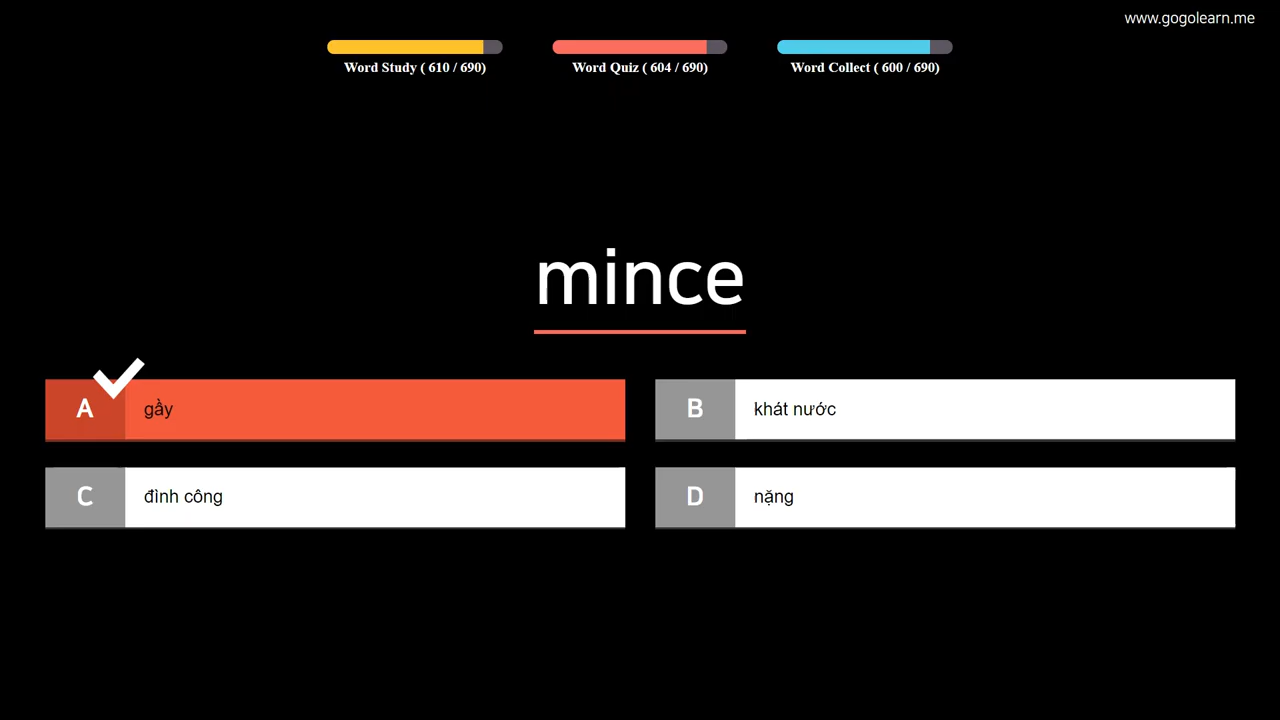 www.gogolearn.me
Word Study ( 610 / 690)
Word Quiz ( 604 / 690)
Word Collect ( 600 / 690)
mince
A gầy
B khát nước
C đình công
D nặng